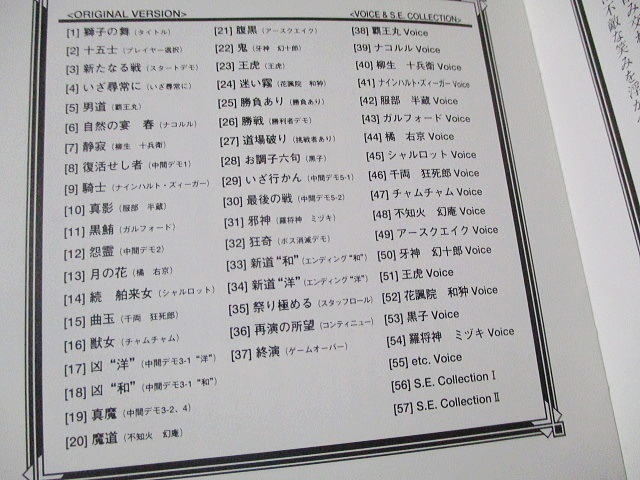 <ORIGINAL VERSION>
[1] 獅子の舞 (タイトル)
[2] 十五士 (プレイヤー選択)
[3] 新たなる戦 (スタートデモ)
[4] いざ尋常に (いざ尋常に)
[5] 男道 (覇王丸)
[6] 自然の宴 春 (ナコルル)
[7] 静寂 (柳生 十兵衛)
[8] 復活せし者 (中間デモ1)
[9] 騎士 (ナインハルト・ズィーガー)
[10] 真影 (服部 半蔵)
[11] 黒鮪 (ガルフォード)
[12] 怨霊 (中間デモ2)
[13] 月の花 (橘 右京)
[14] 続 舶来女 (シャルロット)
[15] 曲玉 (千両 狂死郎)
[16] 獣女 (チャムチャム)
[17] 凶 “洋” (中間デモ3-1 “洋”)
[18] 凶 “和” (中間デモ3-1 “和”)
[19] 真魔 (中間デモ3-2、4)
[20] 魔道 (不知火 幻庵)
[21] 腹黒 (アースクエイク)
[22] 鬼 (牙神 幻十郎)
[23] 王虎 (王虎)
[24] 迷い霧 (花諷院 和狆)
[25] 勝負あり (勝負あり)
[26] 勝戦 (勝利者デモ)
[27] 道場破り (挑戦者あり)
[28] お調子六句 (黒子)
[29] いざ行かん (中間デモ5-1)
[30] 最後の戦 (中間デモ5-2)
[31] 邪神 (羅将神 ミヅキ)
[32] 狂奇 (ボス消滅デモ)
[33] 新道 “和” (エンディング “和”)
[34] 新道 “洋” (エンディング “洋”)
[35] 祭り極める (スタッフロール)
[36] 再演の所望 (コンティニュー)
[37] 終演 (ゲームオーバー)
<VOICE & S.E. COLLECTION>
[38] 覇王丸 Voice
[39] ナコルル Voice
[40] 柳生 十兵衛 Voice
[41] ナインハルト・ズィーガー Voice
[42] 服部 半蔵 Voice
[43] ガルフォード Voice
[44] 橘 右京 Voice
[45] シャルロット Voice
[46] 千両 狂死郎 Voice
[47] チャムチャム Voice
[48] 不知火 幻庵 Voice
[49] アースクエイク Voice
[50] 牙神 幻十郎 Voice
[51] 王虎 Voice
[52] 花諷院 和狆 Voice
[53] 黒子 Voice
[54] 羅将神 ミヅキ Voice
[55] etc. Voice
[56] S.E. Collection Ⅰ
[57] S.E. Collection Ⅱ
不敵な笑みを浮か